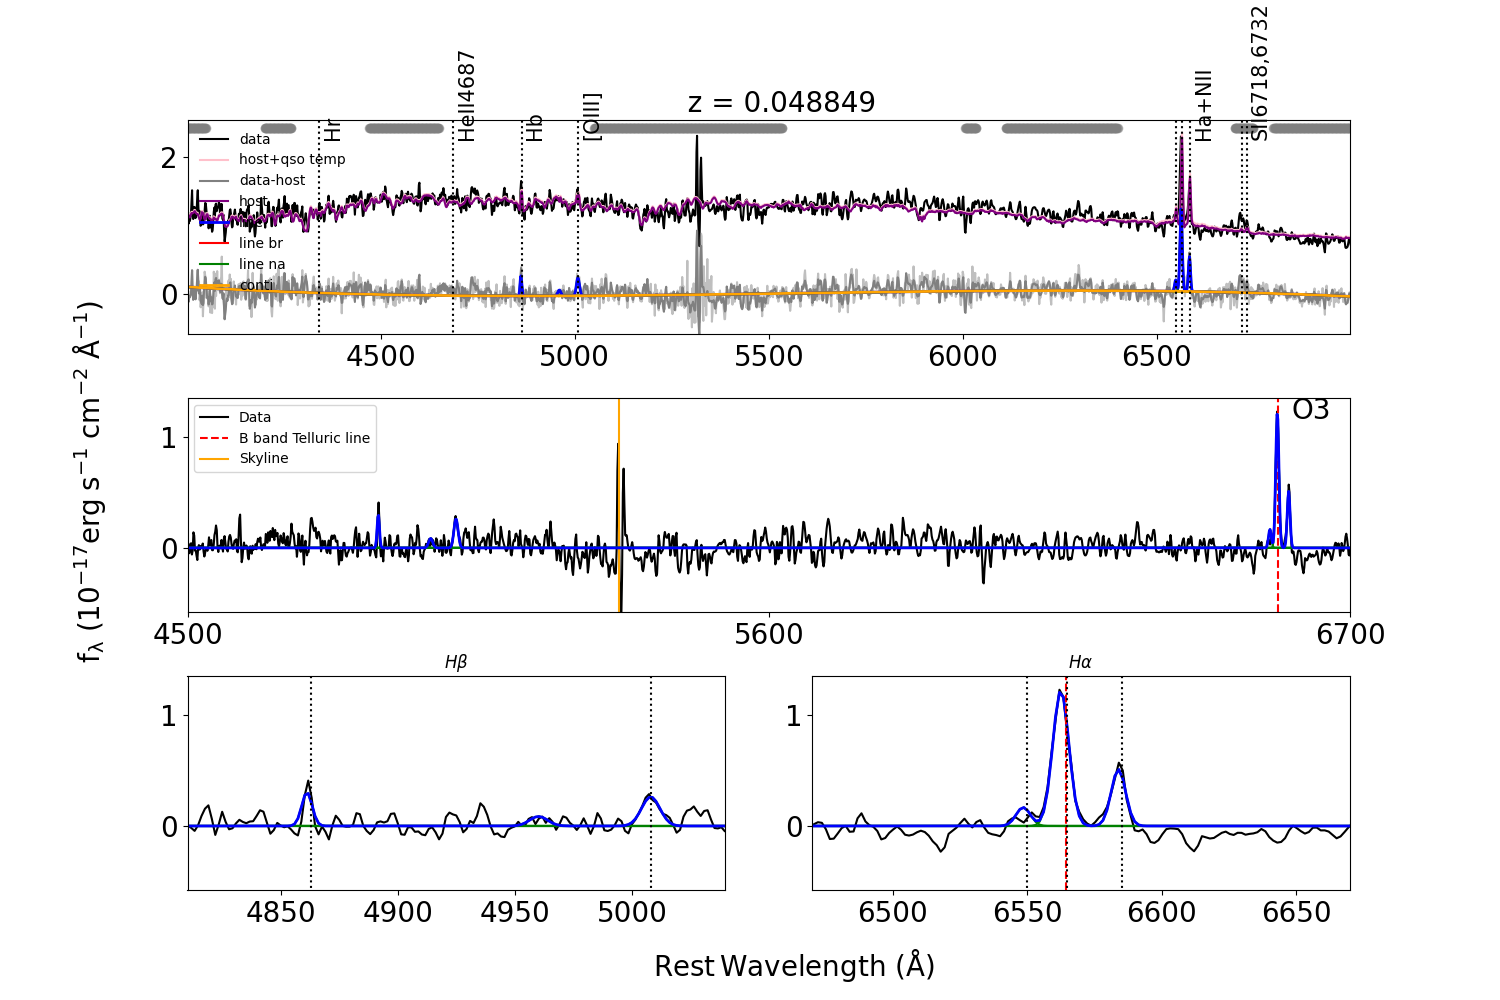 z = 0.048849
Hr
HeII4687
Hb
[OIII]
Ha+NII
SII6718,6732
data
host+qso temp
data-host
host
line br
line na
conti
2
0
4500 5000 5500 6000 6500
Data
B band Telluric line
Skyline
O3
1
0
4500 5600 6700
fλ (10⁻¹⁷erg s⁻¹ cm⁻² Å⁻¹)
Hβ
1
0
4850 4900 4950 5000
Hα
1
0
6500 6550 6600 6650
Rest Wavelength (Å)